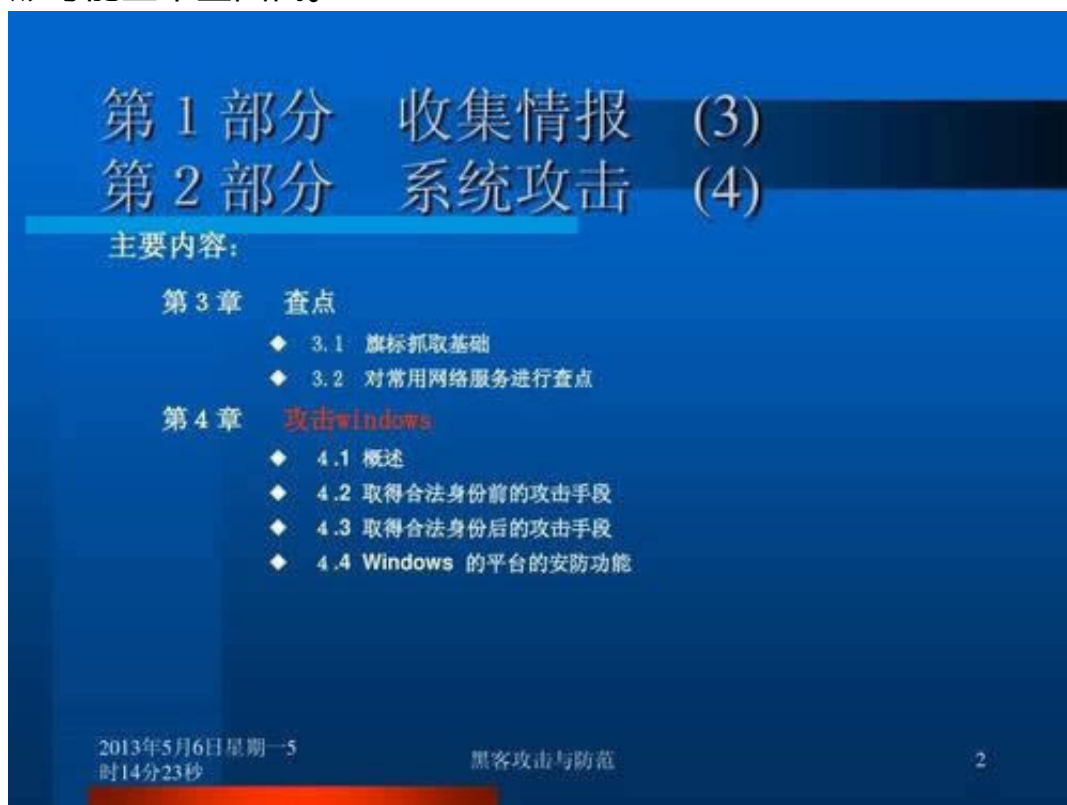 第 1 部分 收集情报 (3)
第 2 部分 系统攻击 (4)
主要内容：
第 3 章 查点
◆ 3.1 旗标抓取基础
◆ 3.2 对常用网络服务进行查点
第 4 章 攻击windows
◆ 4.1 概述
◆ 4.2 取得合法身份前的攻击手段
◆ 4.3 取得合法身份后的攻击手段
◆ 4.4 Windows 的平台的安防功能
2013年5月6日星期一5
时14分23秒
黑客攻击与防范
2